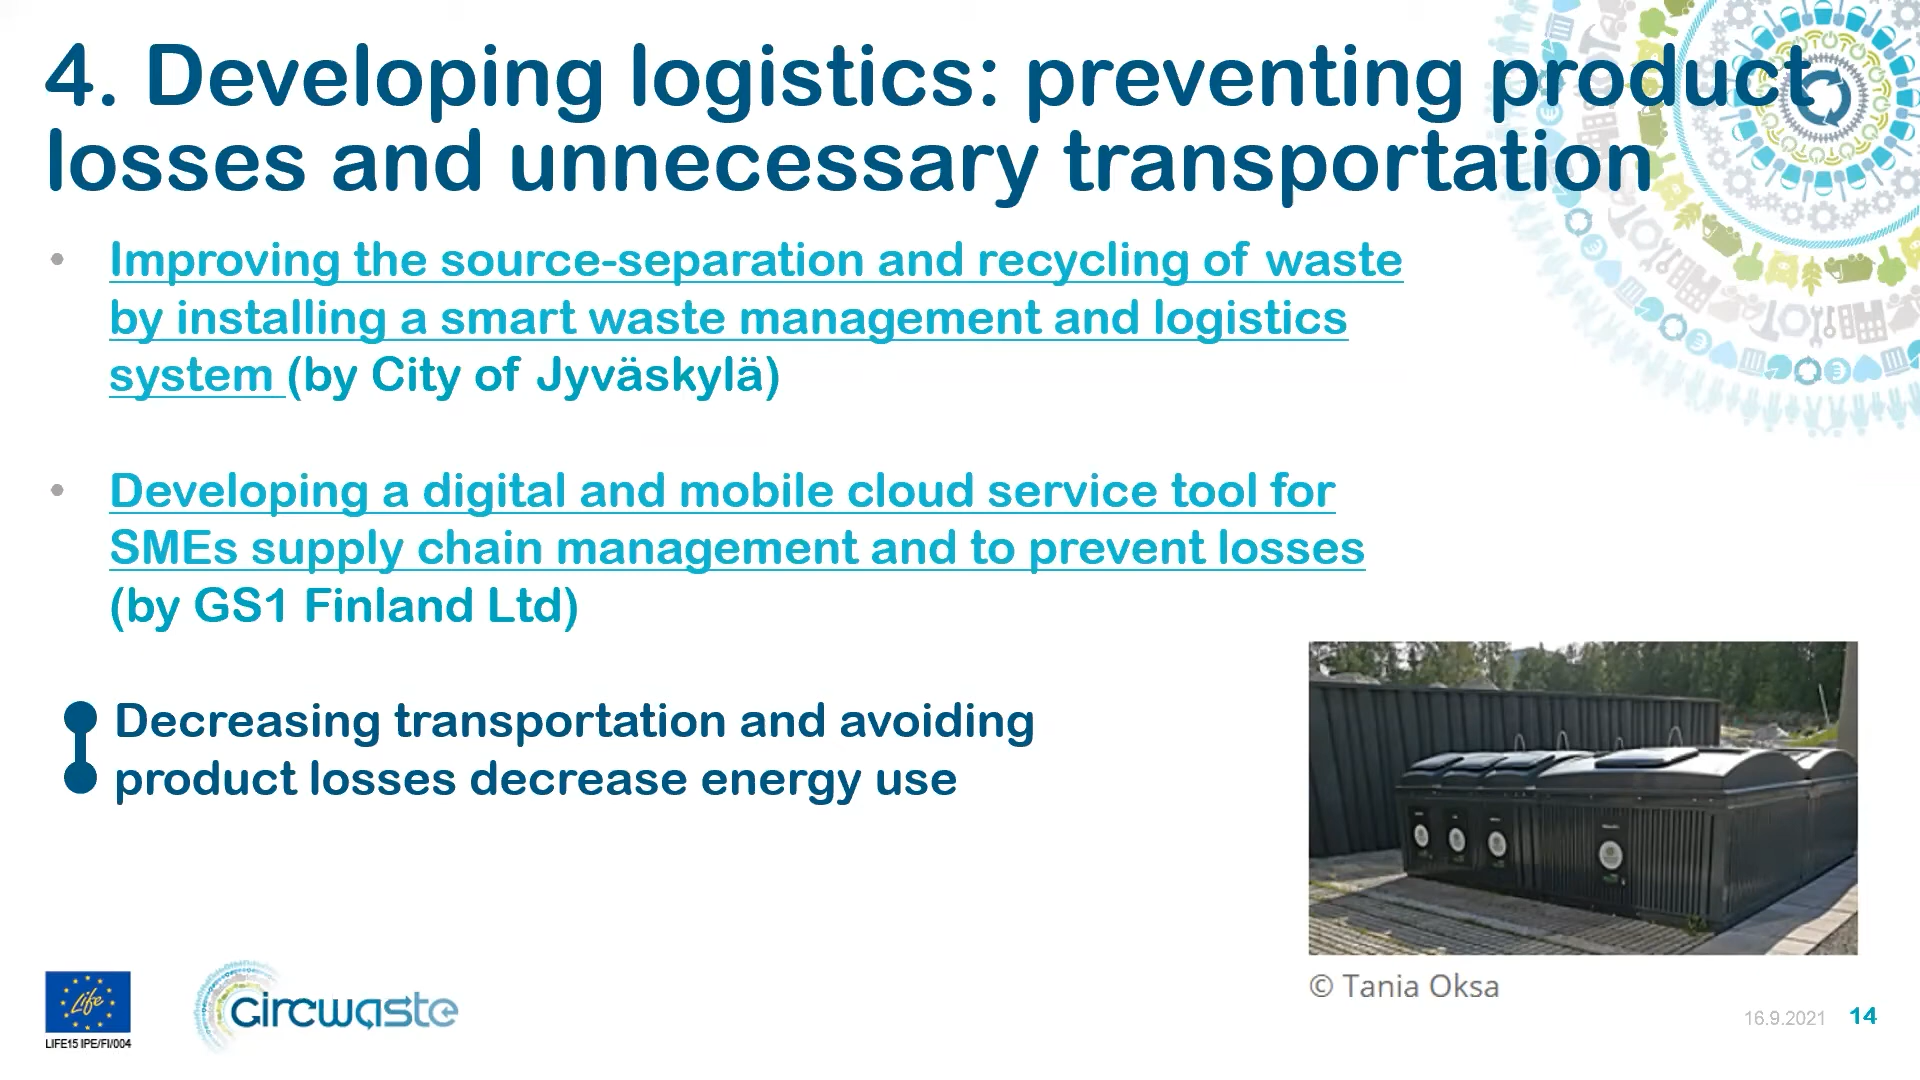 4. Developing logistics: preventing product
losses and unnecessary transportation
• Improving the source-separation and recycling of waste
by installing a smart waste management and logistics
system (by City of Jyväskylä)
• Developing a digital and mobile cloud service tool for
SMEs supply chain management and to prevent losses
(by GS1 Finland Ltd)
Decreasing transportation and avoiding
product losses decrease energy use
© Tania Oksa
Life
LIFE15 IPE/FI/004
circwaste
16.9.2021 14